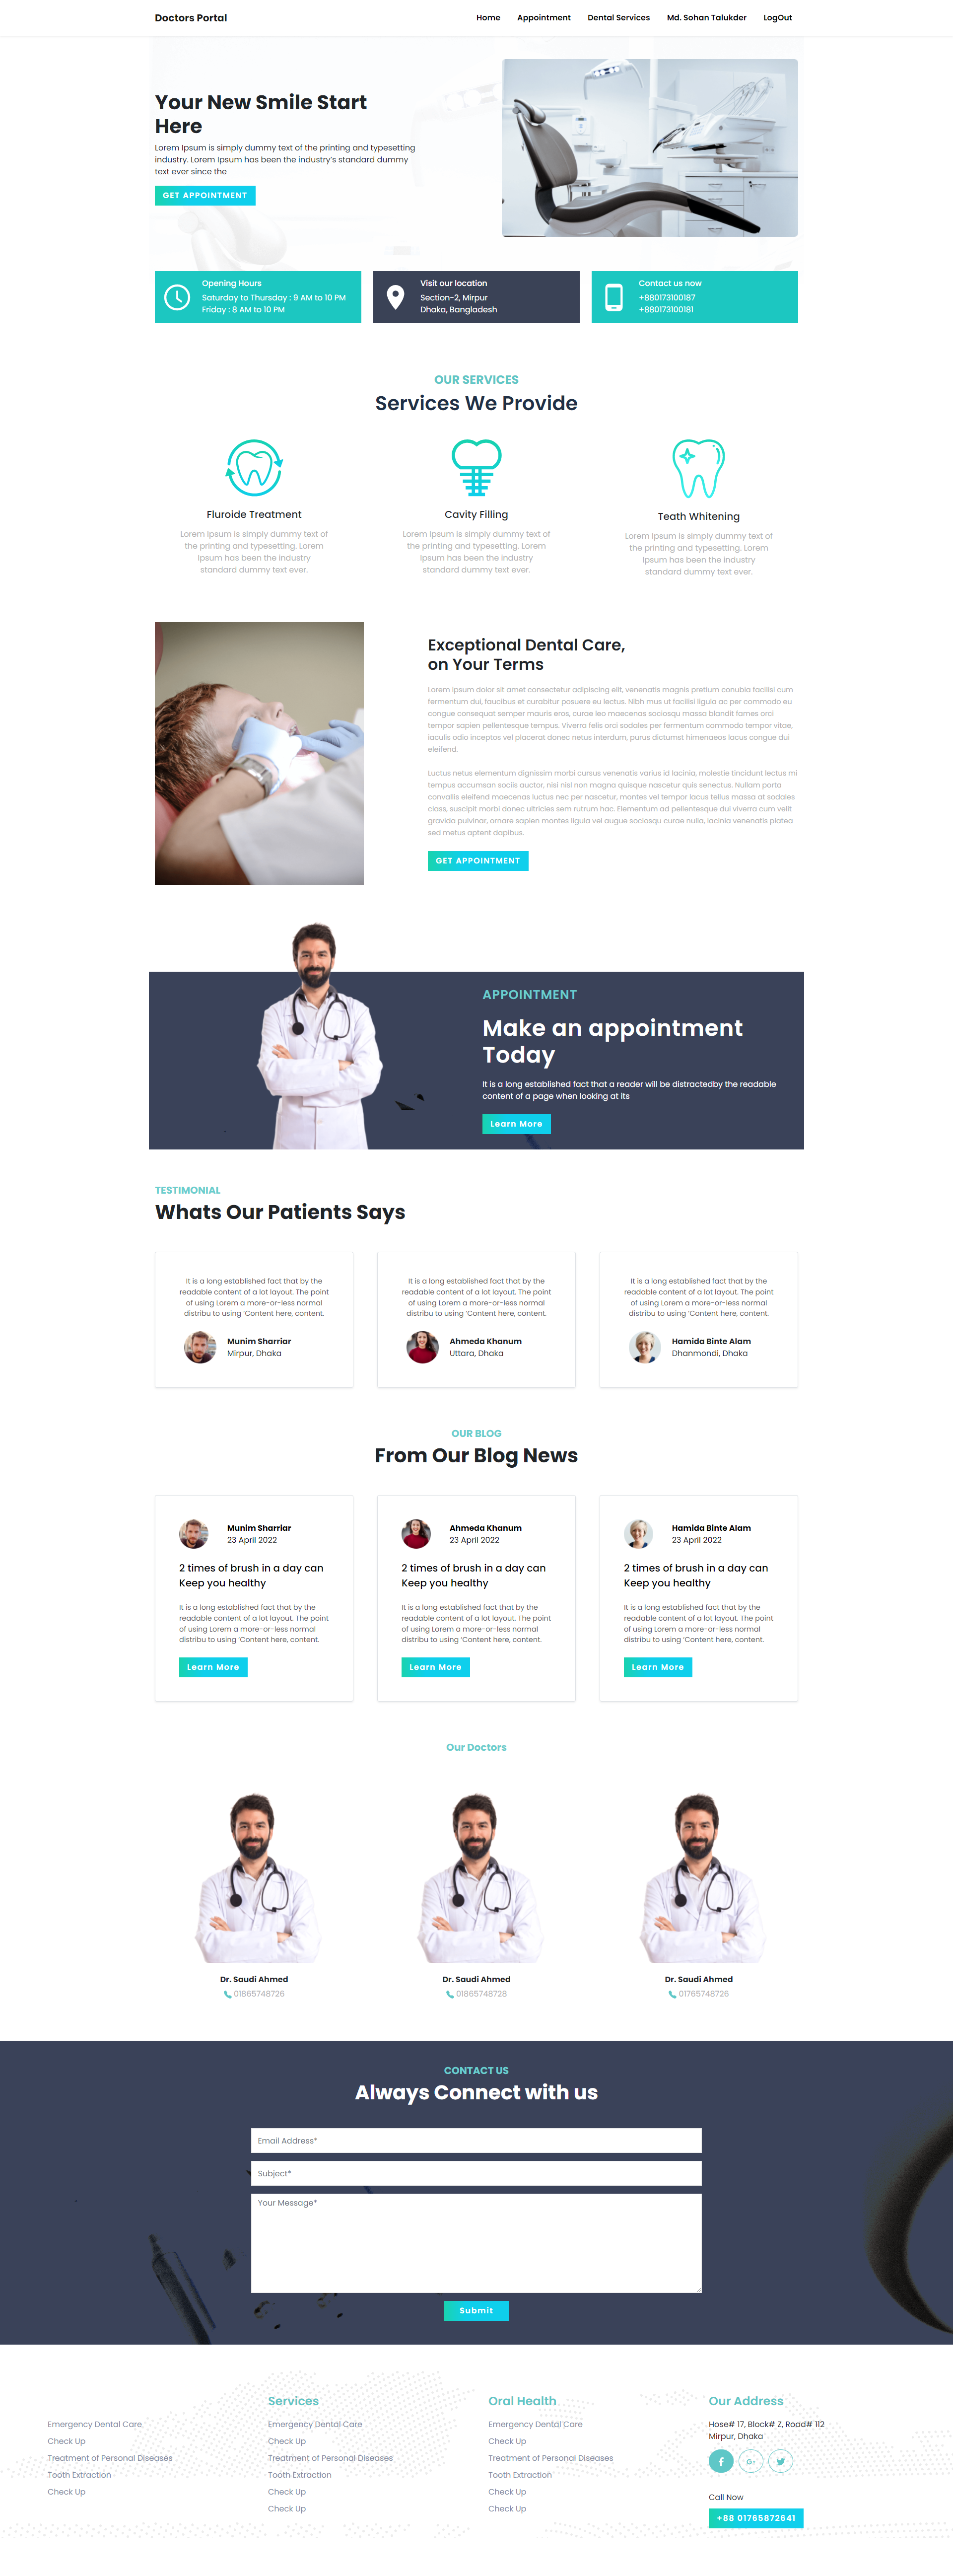 Doctors Portal
Home Appointment Dental Services Md. Sohan Talukder LogOut
Your New Smile Start
Here
Lorem Ipsum is simply dummy text of the printing and typesetting
industry. Lorem Ipsum has been the industry's standard dummy
text ever since the
GET APPOINTMENT
Opening Hours
Saturday to Thursday : 9 AM to 10 PM
Friday : 8 AM to 10 PM
Visit our location
Section-2, Mirpur
Dhaka, Bangladesh
Contact us now
+880173100187
+880173100181
OUR SERVICES
Services We Provide
Fluroide Treatment
Lorem Ipsum is simply dummy text of
the printing and typesetting. Lorem
Ipsum has been the industry
standard dummy text ever.
Cavity Filling
Lorem Ipsum is simply dummy text of
the printing and typesetting. Lorem
Ipsum has been the industry
standard dummy text ever.
Teath Whitening
Lorem Ipsum is simply dummy text of
the printing and typesetting. Lorem
Ipsum has been the industry
standard dummy text ever.
Exceptional Dental Care,
on Your Terms
Lorem ipsum dolor sit amet consectetur adipiscing elit, venenatis magnis pretium conubia facilisi cum
fermentum dui, faucibus et curabitur posuere eu lectus. Nibh mus ut facilisi ligula ac per commodo eu
congue consequat semper mauris eros, curae leo maecenas sociosqu massa blandit fames orci
tempor sapien pellentesque tempus. Viverra felis orci sodales per fermentum commodo tempor vitae,
iaculis odio inceptos vel placerat donec netus interdum, purus dictumst himenaeos lacus congue dui
eleifend.
Luctus netus elementum dignissim morbi cursus venenatis varius id lacinia, molestie tincidunt lectus mi
tempus accumsan sociis auctor, nisi nisl non magna quisque nascetur quis senectus. Nullam porta
convallis eleifend maecenas luctus nec per nascetur, montes vel tempor lacus tellus massa at sodales
class, suscipit morbi donec ultricies sem rutrum hac. Elementum ad pellentesque dui viverra cum velit
gravida pulvinar, ornare sapien montes ligula vel augue sociosqu curae nulla, lacinia venenatis platea
sed metus aptent dapibus.
GET APPOINTMENT
APPOINTMENT
Make an appointment
Today
It is a long established fact that a reader will be distractedby the readable
content of a page when looking at its
Learn More
TESTIMONIAL
Whats Our Patients Says
It is a long established fact that by the
readable content of a lot layout. The point
of using Lorem a more-or-less normal
distribu to using 'Content here, content.
Munim Sharriar
Mirpur, Dhaka
It is a long established fact that by the
readable content of a lot layout. The point
of using Lorem a more-or-less normal
distribu to using 'Content here, content.
Ahmeda Khanum
Uttara, Dhaka
It is a long established fact that by the
readable content of a lot layout. The point
of using Lorem a more-or-less normal
distribu to using 'Content here, content.
Hamida Binte Alam
Dhanmondi, Dhaka
OUR BLOG
From Our Blog News
Munim Sharriar
23 April 2022
2 times of brush in a day can
Keep you healthy
It is a long established fact that by the
readable content of a lot layout. The point
of using Lorem a more-or-less normal
distribu to using 'Content here, content.
Learn More
Ahmeda Khanum
23 April 2022
2 times of brush in a day can
Keep you healthy
It is a long established fact that by the
readable content of a lot layout. The point
of using Lorem a more-or-less normal
distribu to using 'Content here, content.
Learn More
Hamida Binte Alam
23 April 2022
2 times of brush in a day can
Keep you healthy
It is a long established fact that by the
readable content of a lot layout. The point
of using Lorem a more-or-less normal
distribu to using 'Content here, content.
Learn More
Our Doctors
Dr. Saudi Ahmed
01865748726
Dr. Saudi Ahmed
01865748728
Dr. Saudi Ahmed
01765748726
CONTACT US
Always Connect with us
Email Address*
Subject*
Your Message*
Submit
Emergency Dental Care
Check Up
Treatment of Personal Diseases
Tooth Extraction
Check Up
Services
Emergency Dental Care
Check Up
Treatment of Personal Diseases
Tooth Extraction
Check Up
Check Up
Oral Health
Emergency Dental Care
Check Up
Treatment of Personal Diseases
Tooth Extraction
Check Up
Check Up
Our Address
Hose# 17, Block# Z, Road# 112
Mirpur, Dhaka
G+
Call Now
+88 01765872641